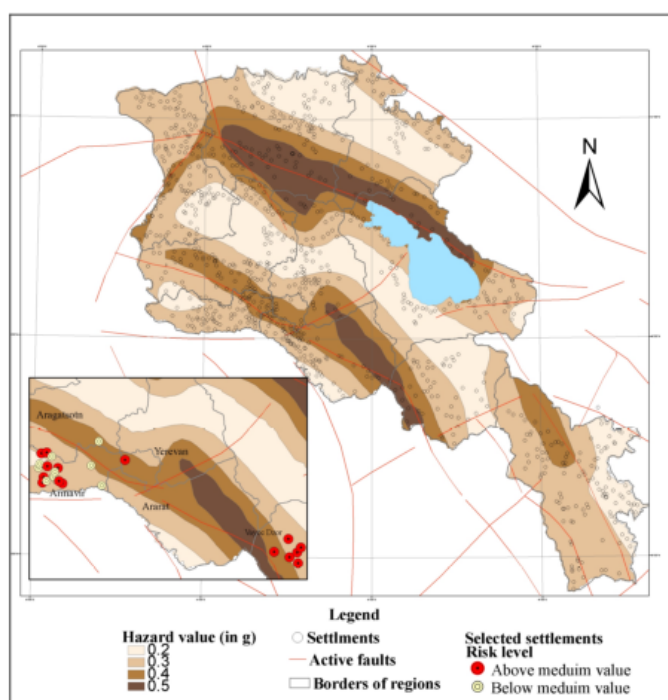 N
Aragatsotn
Yerevan
Armavir
Ararat
Vayot Dzor
Legend
Hazard value (in g)
0.2
0.3
0.4
0.5
Settlments
Active faults
Borders of regions
Selected settlements
Risk level
Above meduim value
Below meduim value